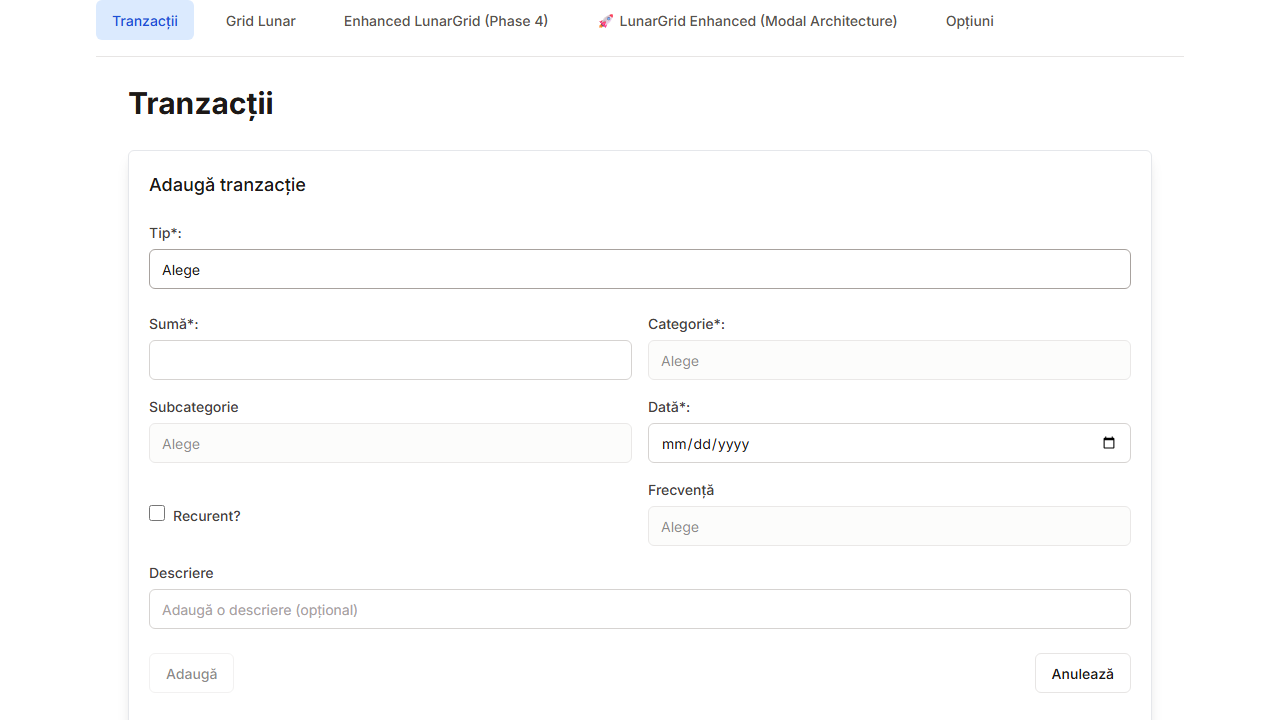 Tranzacții Grid Lunar Enhanced LunarGrid (Phase 4) 🚀 LunarGrid Enhanced (Modal Architecture) Opțiuni
Tranzacții
Adaugă tranzacție
Tip*:
Alege
Sumă*: Categorie*:
Alege
Subcategorie Dată*:
Alege mm/dd/yyyy
Frecvență
Recurent? Alege
Descriere
Adaugă o descriere (opțional)
Adaugă Anulează